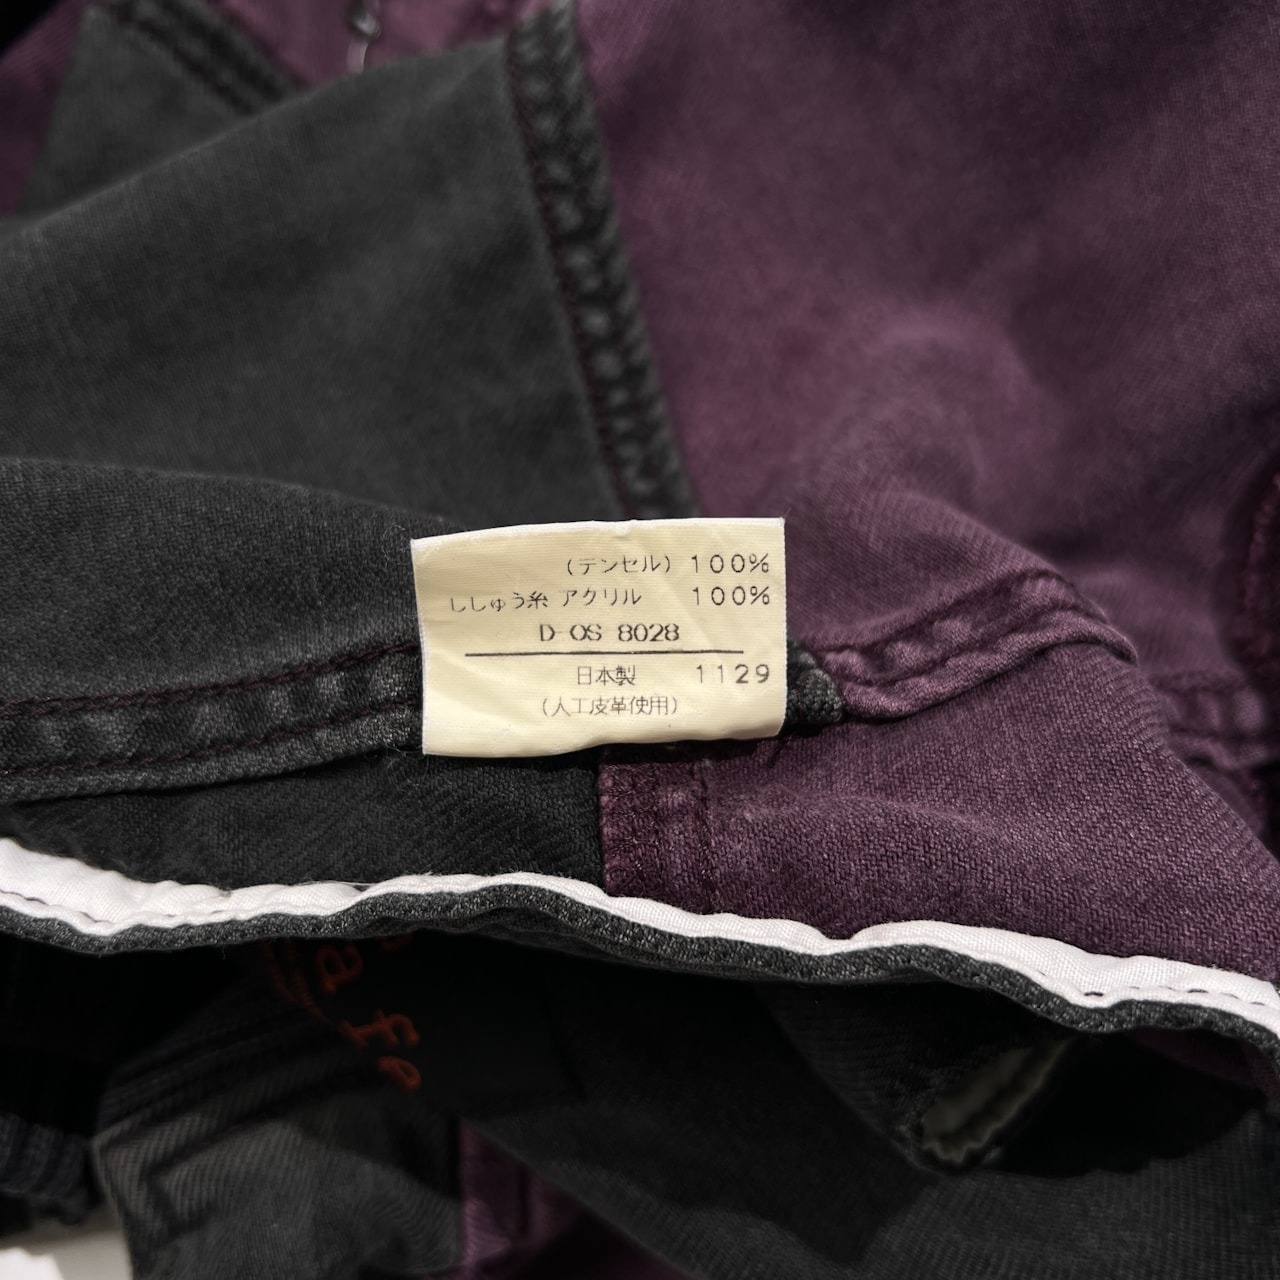 (テンセル) 100%
ししゅう糸 アクリル 100%
D-OS 8028
日本製 1129
(人工皮革使用)
afe